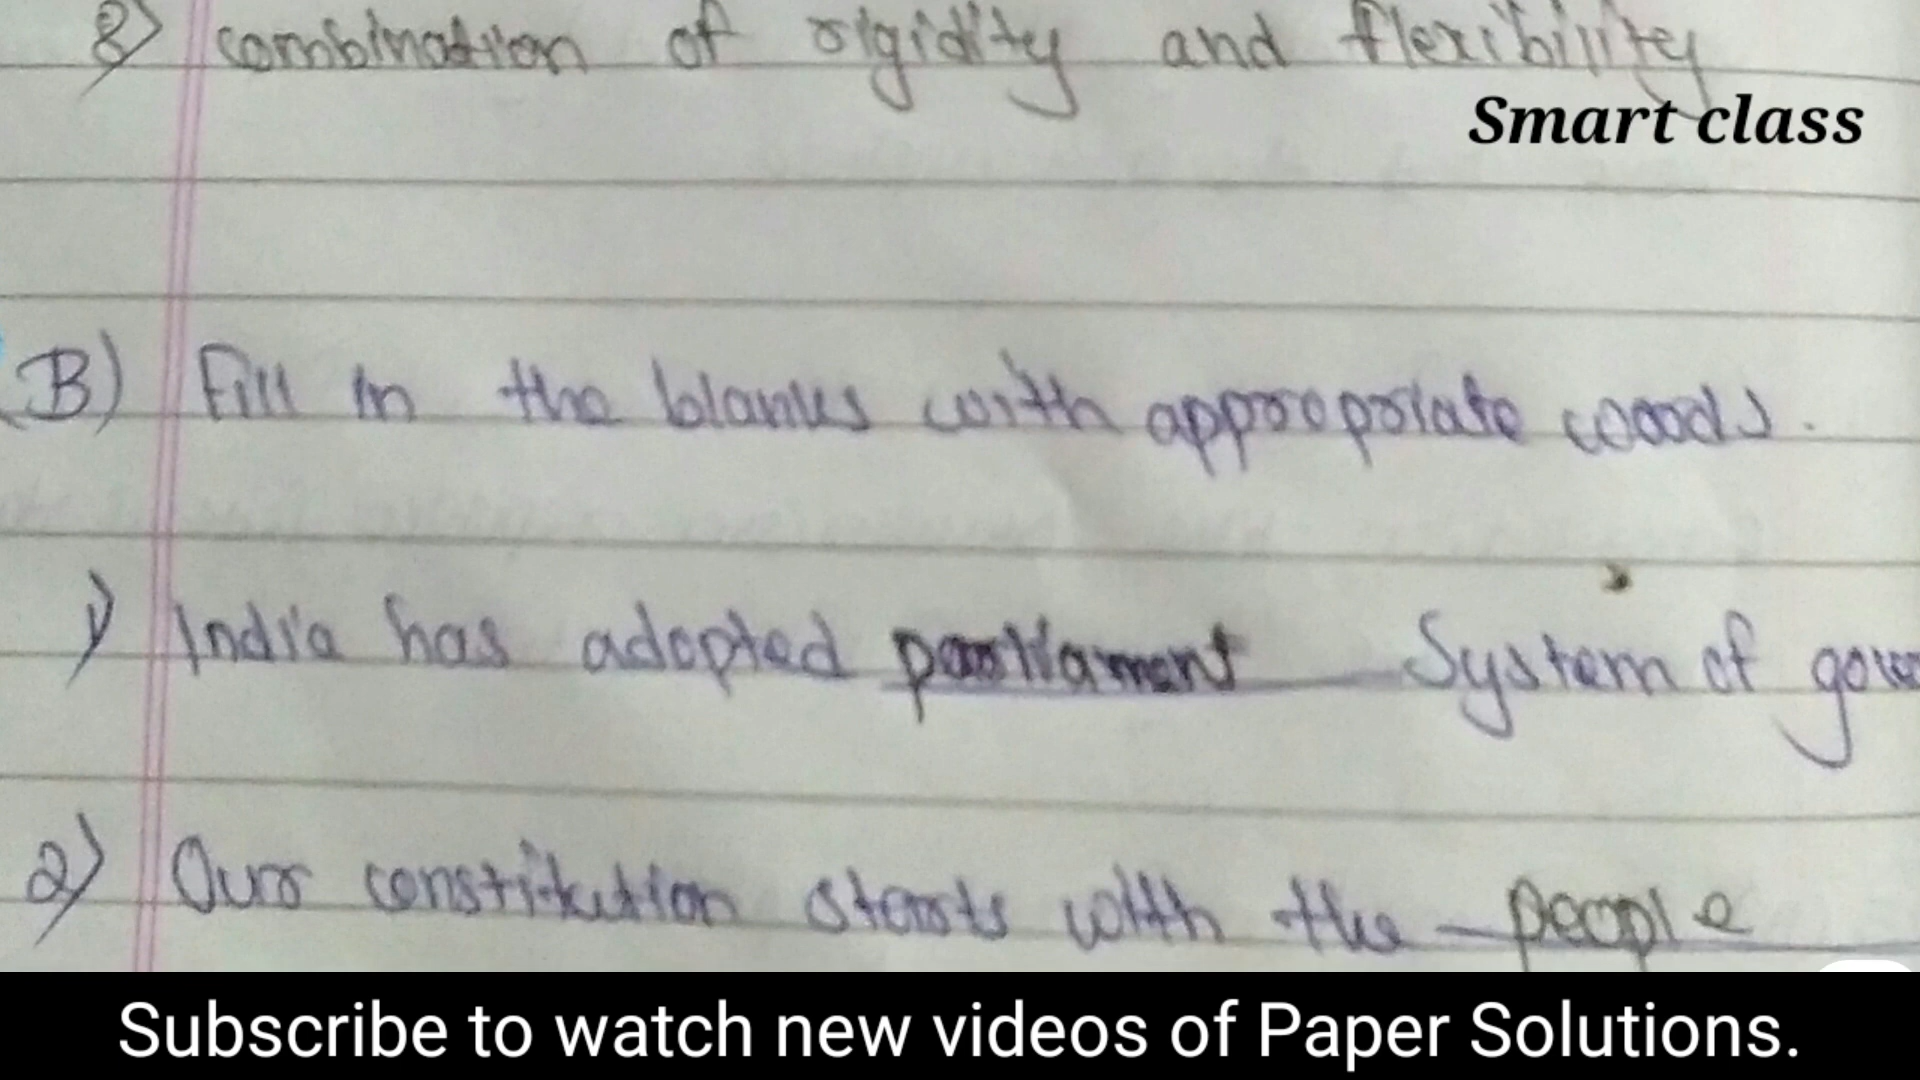 8) combination of rigidity and flexibility
Smart class
B) Fill in the blanks with appropriate words.
1) India has adopted parliament System of gover
2) Our constitution starts with the people
Subscribe to watch new videos of Paper Solutions.